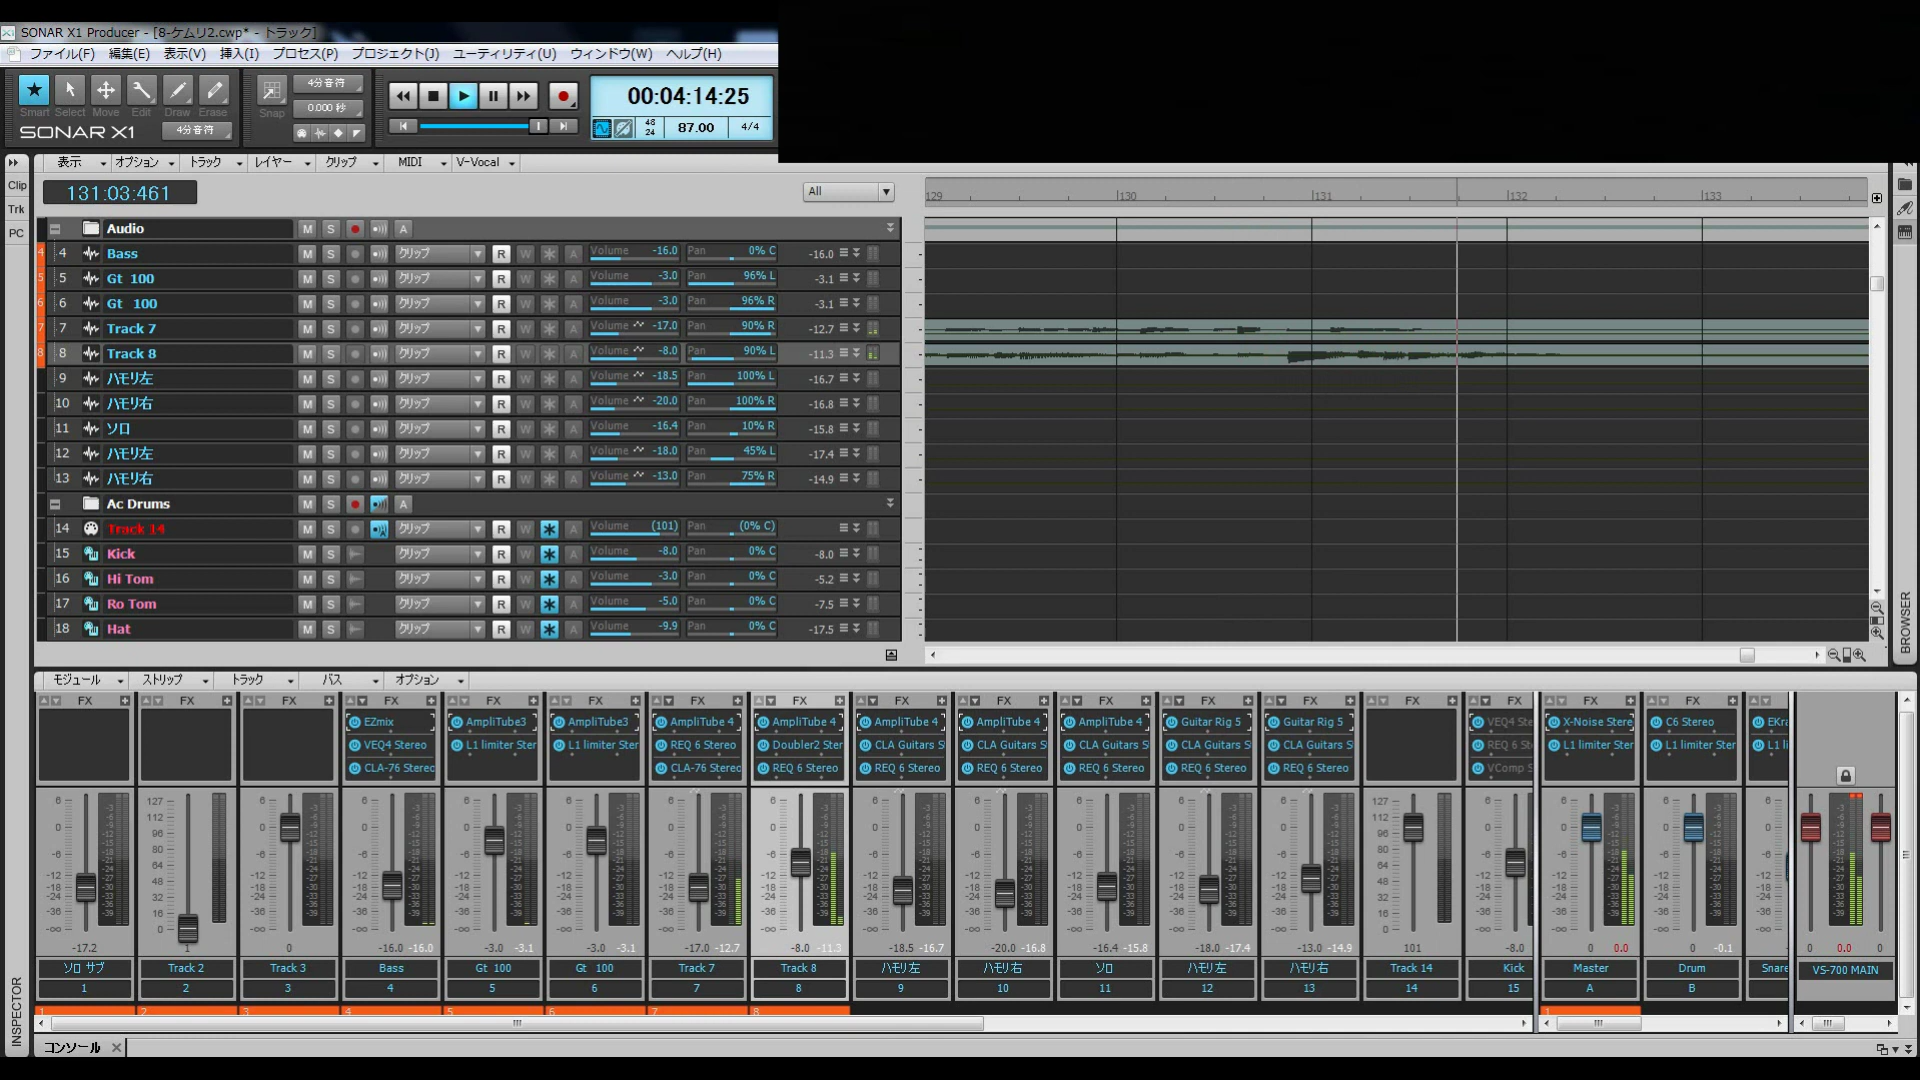 SONAR X1 Producer - [8-ケムリ2.cwp* - トラック]
ファイル(F) 編集(E) 表示(V) 挿入(I) プロセス(P) プロジェクト(J) ユーティリティ(U) ウィンドウ(W) ヘルプ(H)
Smart Select Move Edit Draw Erase Snap
4分音符
0.000 秒
SONAR X1 4分音符
00:04:14:25
48 24 87.00 4/4
表示 オプション トラック レイヤー クリップ MIDI V-Vocal
Clip
Trk
PC
131:03:461 All 129 130 131 132 133
Audio M S A
4 4 Bass M S クリップ R W A Volume -16.0 Pan 0% C -16.0
5 5 Gt 100 M S クリップ R W A Volume -3.0 Pan 96% L -3.1
6 6 Gt 100 M S クリップ R W A Volume -3.0 Pan 96% R -3.1
7 7 Track 7 M S クリップ R W A Volume -17.0 Pan 90% R -12.7
8 8 Track 8 M S クリップ R W A Volume -8.0 Pan 90% L -11.3
9 ハモリ左 M S クリップ R W A Volume -18.5 Pan 100% L -16.7
10 ハモリ右 M S クリップ R W A Volume -20.0 Pan 100% R -16.8
11 ソロ M S クリップ R W A Volume -16.4 Pan 10% R -15.8
12 ハモリ左 M S クリップ R W A Volume -18.0 Pan 45% L -17.4
13 ハモリ右 M S クリップ R W A Volume -13.0 Pan 75% R -14.9
Ac Drums M S A
14 Track 14 M S クリップ R W A Volume (101) Pan (0% C)
15 Kick M S クリップ R W A Volume -8.0 Pan 0% C -8.0
16 Hi Tom M S クリップ R W A Volume -3.0 Pan 0% C -5.2
17 Ro Tom M S クリップ R W A Volume -5.0 Pan 0% C -7.5
18 Hat M S クリップ R W A Volume -9.9 Pan 0% C -17.5
BROWSER
モジュール ストリップ トラック バス オプション
FX FX FX FX FX FX FX FX FX FX FX FX FX FX FX FX FX
EZmix AmpliTube3 AmpliTube3 AmpliTube 4 AmpliTube 4 AmpliTube 4 AmpliTube 4 AmpliTube 4 Guitar Rig 5 Guitar Rig 5 VEQ4 Ste X-Noise Stere C6 Stereo EKra
VEQ4 Stereo L1 limiter Ster L1 limiter Ster REQ 6 Stereo Doubler2 Ster CLA Guitars S CLA Guitars S CLA Guitars S CLA Guitars S CLA Guitars S REQ 6 St L1 limiter Ster L1 limiter Ster L1 li
CLA-76 Stereo CLA-76 Stereo REQ 6 Stereo REQ 6 Stereo REQ 6 Stereo REQ 6 Stereo REQ 6 Stereo REQ 6 Stereo VComp S
-17.2 1 0 -16.0 -16.0 -3.0 -3.1 -3.0 -3.1 -17.0 -12.7 -8.0 -11.3 -18.5 -16.7 -20.0 -16.8 -16.4 -15.8 -18.0 -17.4 -13.0 -14.9 101 -8.0 0 0.0 0 -0.1 0 0.0 0
ソロ サブ Track 2 Track 3 Bass Gt 100 Gt 100 Track 7 Track 8 ハモリ左 ハモリ右 ソロ ハモリ左 ハモリ右 Track 14 Kick Master Drum Snare VS-700 MAIN
1 2 3 4 5 6 7 8 9 10 11 12 13 14 15 A B
1 2 3 4 5 6 7 8 1
INSPECTOR
コンソール